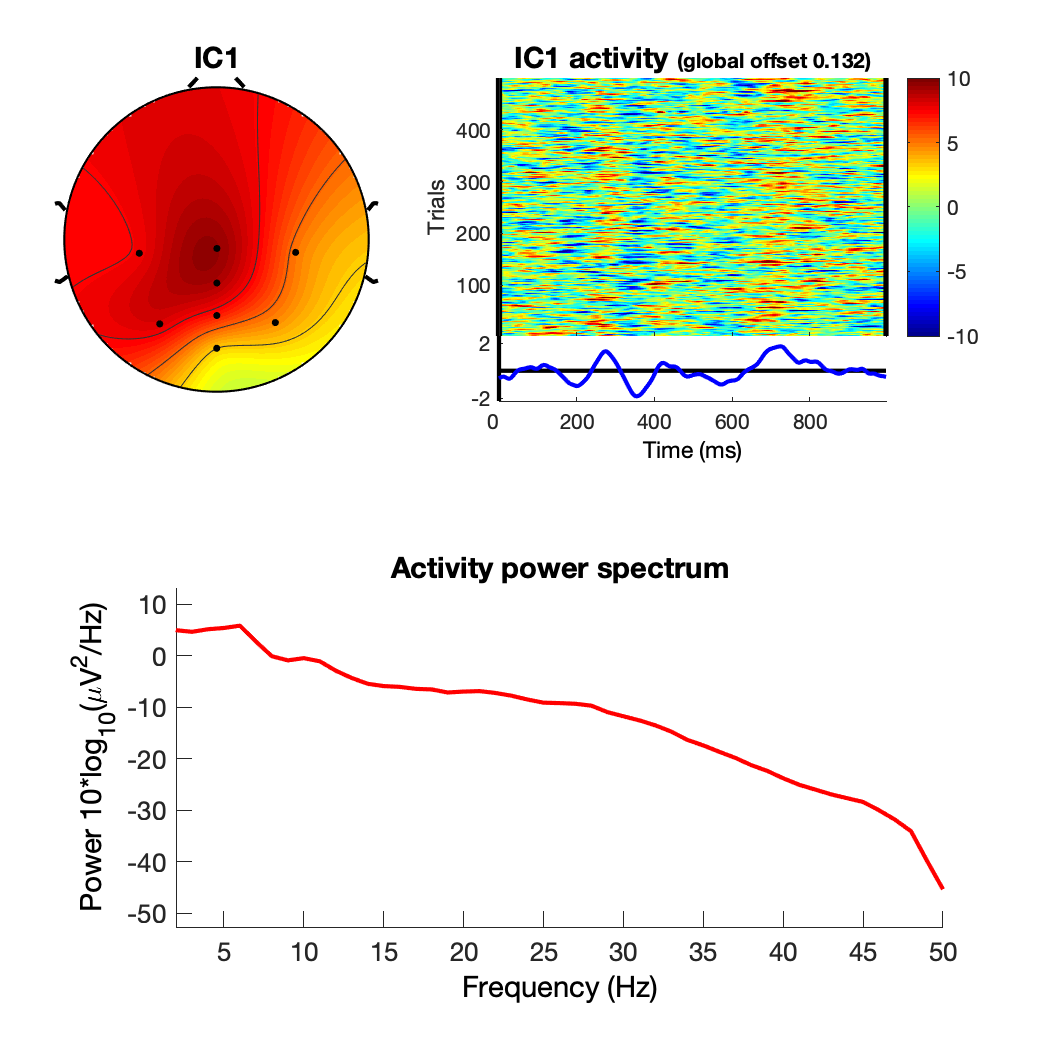 IC1
IC1 activity (global offset 0.132)
Trials
400
300
200
100
10
5
0
-5
-10
2
-2
0 200 400 600 800
Time (ms)
Activity power spectrum
Power 10*log10(μV2/Hz)
10
0
-10
-20
-30
-40
-50
5 10 15 20 25 30 35 40 45 50
Frequency (Hz)